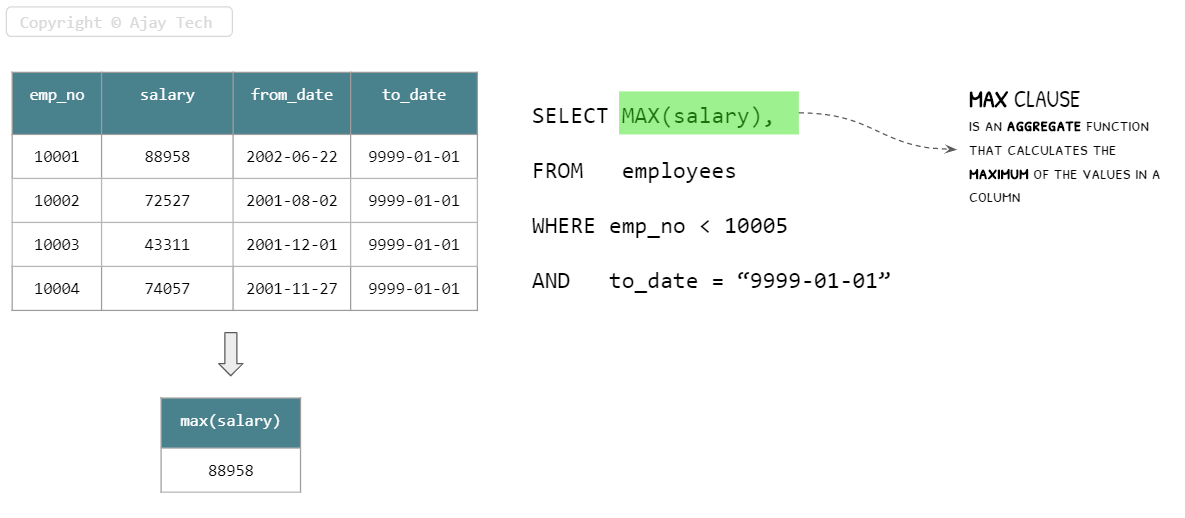 Copyright © Ajay Tech
emp_no salary from_date to_date
10001 88958 2002-06-22 9999-01-01
10002 72527 2001-08-02 9999-01-01
10003 43311 2001-12-01 9999-01-01
10004 74057 2001-11-27 9999-01-01
max(salary)
88958
SELECT MAX(salary),
FROM employees
WHERE emp_no < 10005
AND to_date = “9999-01-01”
MAX CLAUSE
IS AN AGGREGATE FUNCTION
THAT CALCULATES THE
MAXIMUM OF THE VALUES IN A
COLUMN